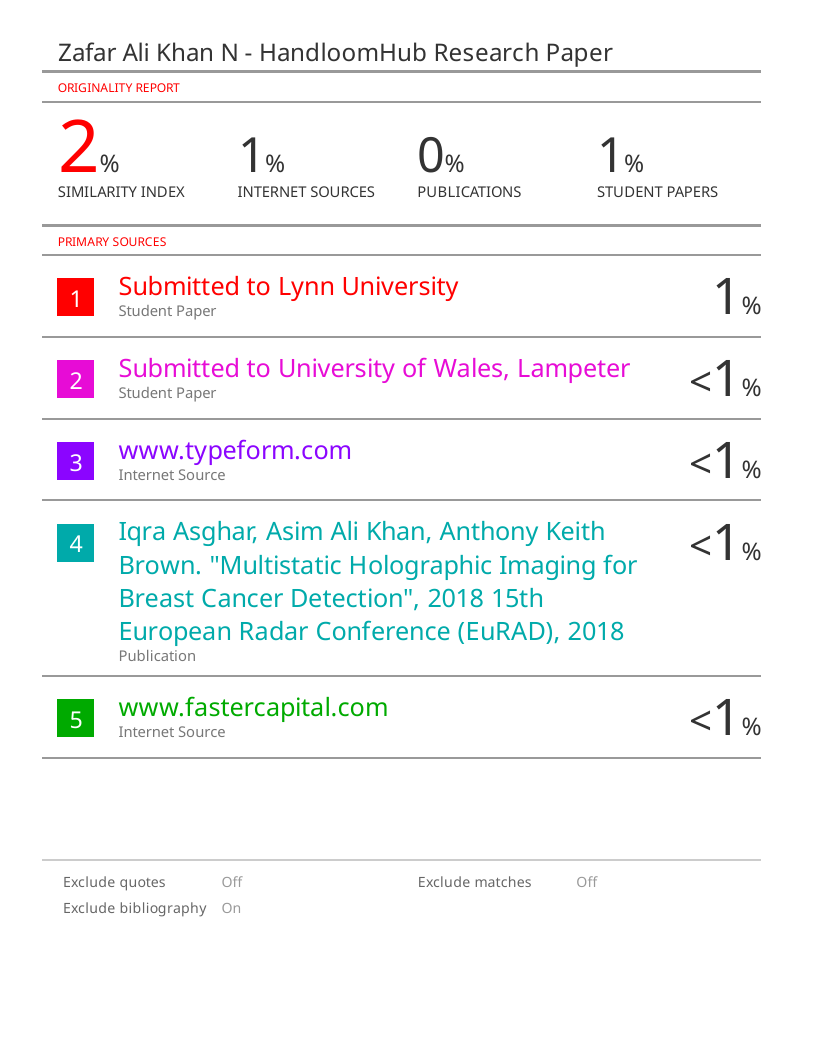 Zafar Ali Khan N - HandloomHub Research Paper
ORIGINALITY REPORT
2% 1% 0% 1%
SIMILARITY INDEX INTERNET SOURCES PUBLICATIONS STUDENT PAPERS
PRIMARY SOURCES
1 Submitted to Lynn University 1%
Student Paper
2 Submitted to University of Wales, Lampeter <1%
Student Paper
3 www.typeform.com <1%
Internet Source
4 Iqra Asghar, Asim Ali Khan, Anthony Keith <1%
Brown. "Multistatic Holographic Imaging for
Breast Cancer Detection", 2018 15th
European Radar Conference (EuRAD), 2018
Publication
5 www.fastercapital.com <1%
Internet Source
Exclude quotes Off Exclude matches Off
Exclude bibliography On